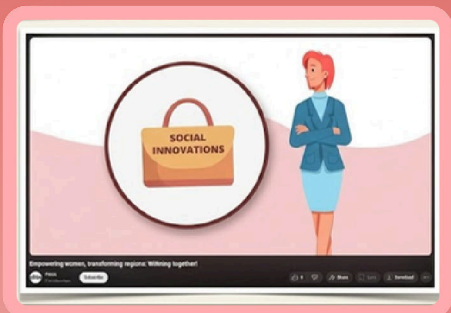 SOCIAL
INNOVATIONS
Empowering women, transforming regions: WINning together!
Subscribe
Share
Download